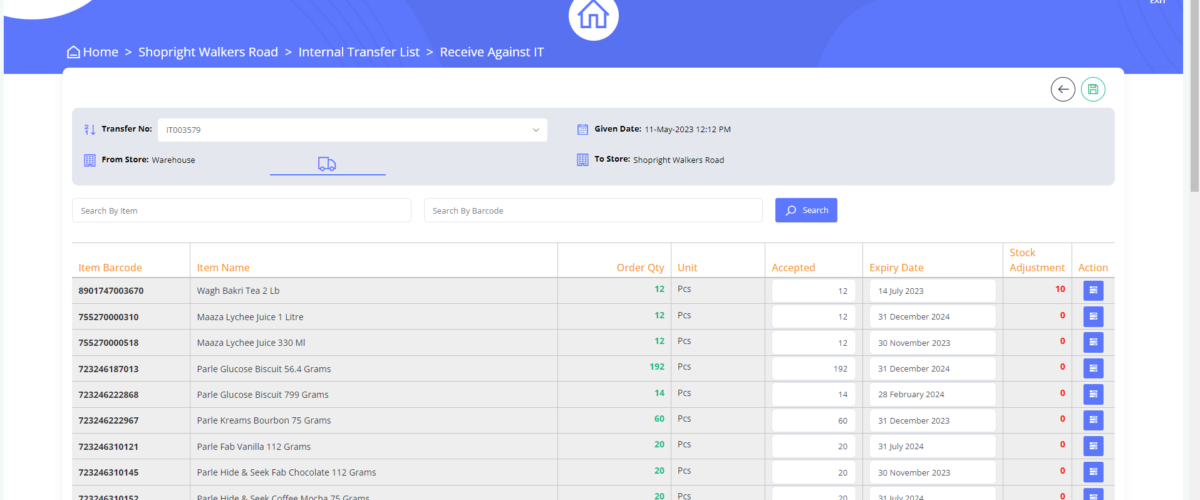 EXIT
Home > Shopright Walkers Road > Internal Transfer List > Receive Against IT
Transfer No: IT003579 Given Date: 11-May-2023 12:12 PM
From Store: Warehouse To Store: Shopright Walkers Road
Search By Item Search By Barcode Search
Item Barcode Item Name Order Qty Unit Accepted Expiry Date Stock Adjustment Action
8901747003670 Wagh Bakri Tea 2 Lb 12 Pcs 12 14 July 2023 10
755270000310 Maaza Lychee Juice 1 Litre 12 Pcs 12 31 December 2024 0
755270000518 Maaza Lychee Juice 330 Ml 12 Pcs 12 30 November 2023 0
723246187013 Parle Glucose Biscuit 56.4 Grams 192 Pcs 192 31 December 2024 0
723246222868 Parle Glucose Biscuit 799 Grams 14 Pcs 14 28 February 2024 0
723246222967 Parle Kreams Bourbon 75 Grams 60 Pcs 60 31 December 2023 0
723246310121 Parle Fab Vanilla 112 Grams 20 Pcs 20 31 July 2024 0
723246310145 Parle Hide & Seek Fab Chocolate 112 Grams 20 Pcs 20 30 November 2023 0
723246310152 Parle Hide & Seek Coffee Mocha 75 Grams 20 Pcs 20 31 July 2024 0